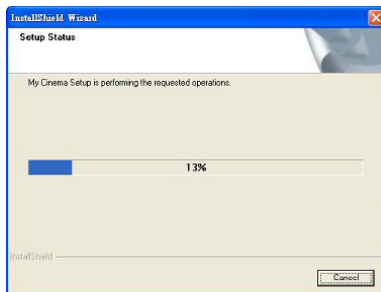 InstallShield Wizard
Setup Status
My Cinema Setup is performing the requested operations.
13%
InstallShield
Cancel